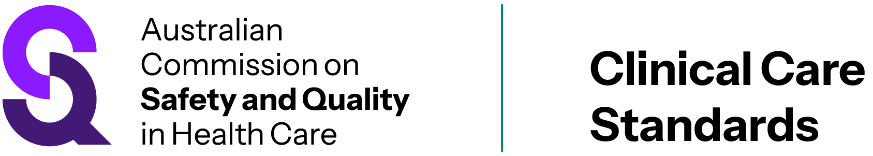 Australian
Commission on
Safety and Quality
in Health Care
Clinical Care
Standards